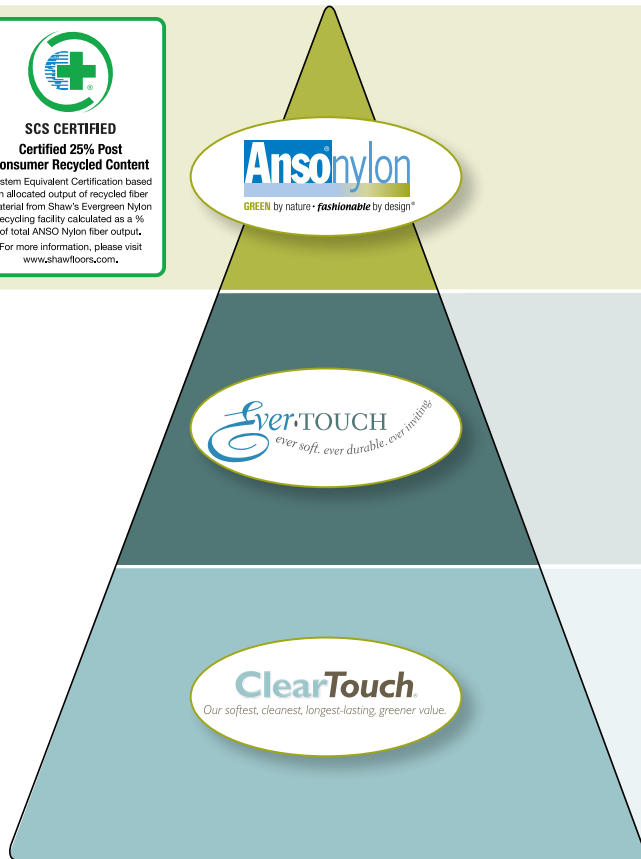 SCS CERTIFIED
Certified 25% Post
onsumer Recycled Content
stem Equivalent Certification based
n allocated output of recycled fiber
aterial from Shaw's Evergreen Nylon
ecycling facility calculated as a %
of total ANSO Nylon fiber output.
For more information, please visit
www.shawfloors.com.
Ansonylon®
GREEN by nature • fashionable by design®
Ever•TOUCH
ever soft. ever durable. ever inviting.
ClearTouch®
Our softest, cleanest, longest-lasting, greener value.